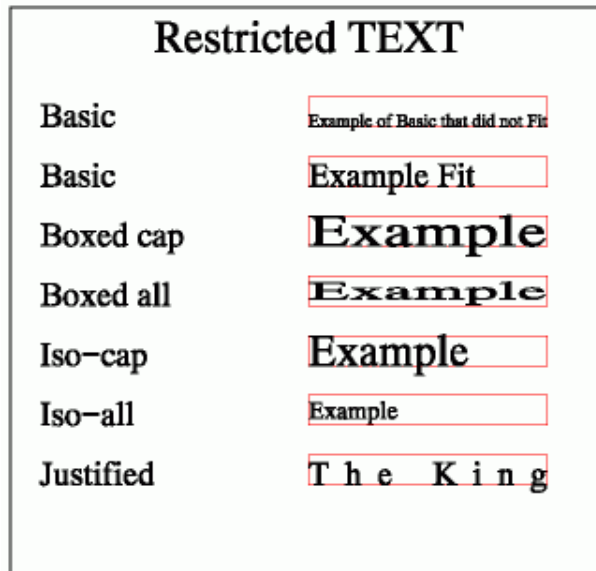 Restricted TEXT
Basic Example of Basic that did not Fit
Basic Example Fit
Boxed cap Example
Boxed all Example
Iso-cap Example
Iso-all Example
Justified The King